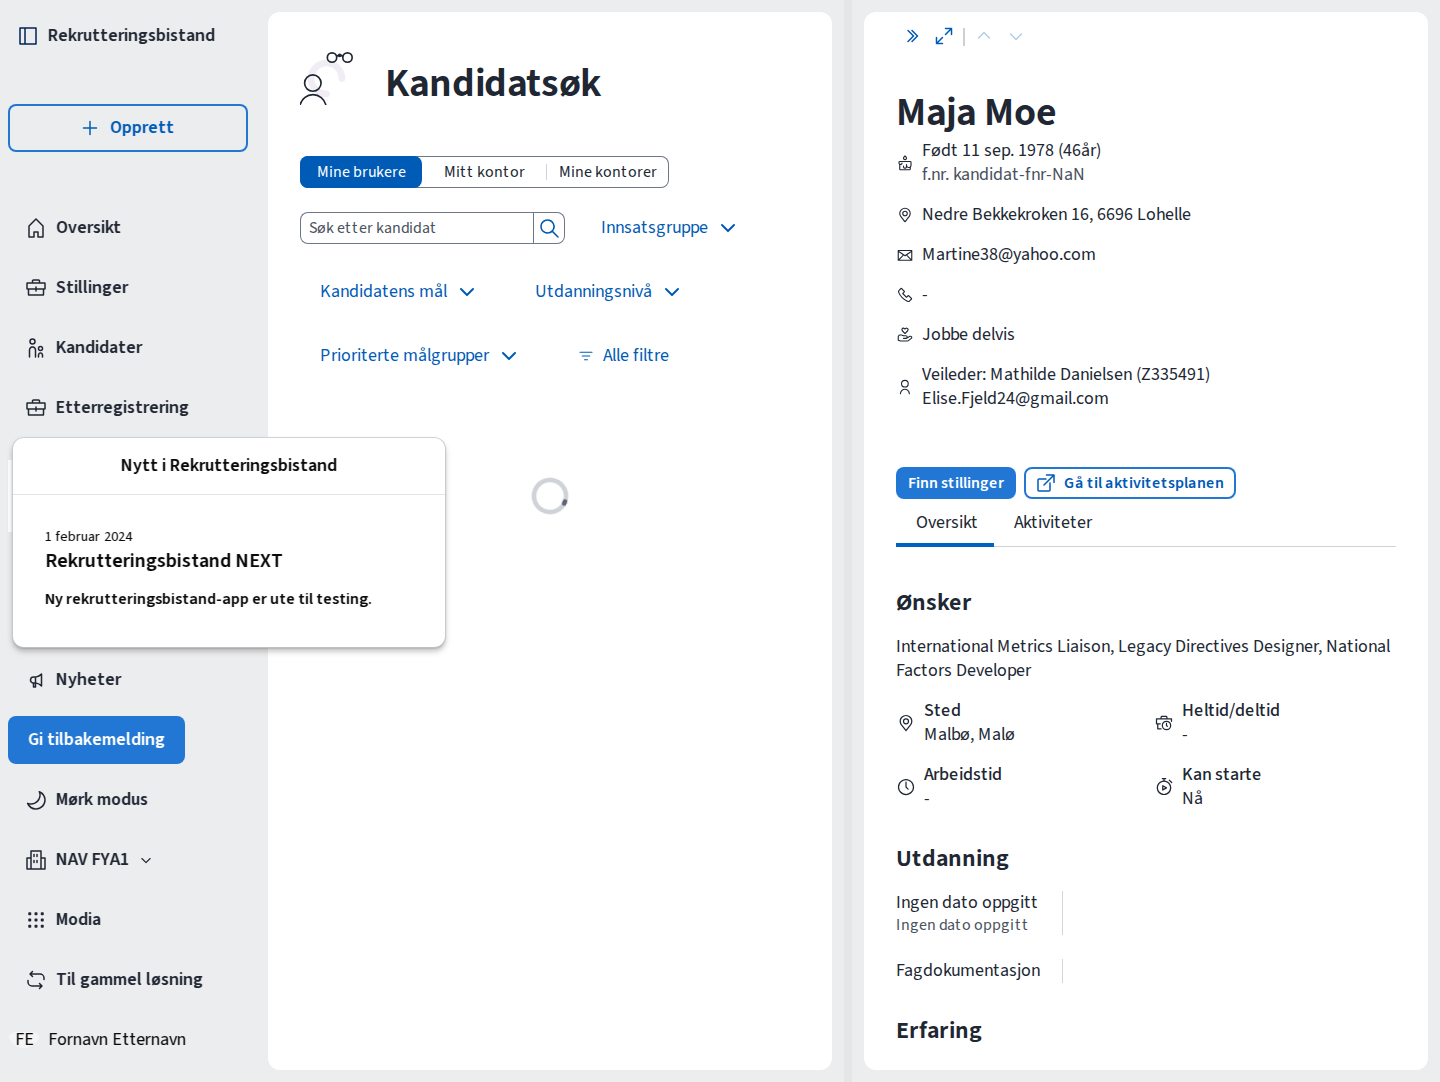 Rekrutteringsbistand
Opprett
Oversikt
Stillinger
Kandidater
Etterregistrering
Nytt i Rekrutteringsbistand
1 februar 2024
Rekrutteringsbistand NEXT
Ny rekrutteringsbistand-app er ute til testing.
Nyheter
Gi tilbakemelding
Mørk modus
NAV FYA1
Modia
Til gammel løsning
FE Fornavn Etternavn
Kandidatsøk
Mine brukere Mitt kontor Mine kontorer
Søk etter kandidat Innsatsgruppe
Kandidatens mål Utdanningsnivå
Prioriterte målgrupper Alle filtre
Maja Moe
Født 11 sep. 1978 (46år)
f.nr. kandidat-fnr-NaN
Nedre Bekkekroken 16, 6696 Lohelle
Martine38@yahoo.com
-
Jobbe delvis
Veileder: Mathilde Danielsen (Z335491)
Elise.Fjeld24@gmail.com
Finn stillinger Gå til aktivitetsplanen
Oversikt Aktiviteter
Ønsker
International Metrics Liaison, Legacy Directives Designer, National
Factors Developer
Sted Heltid/deltid
Malbø, Malø -
Arbeidstid Kan starte
- Nå
Utdanning
Ingen dato oppgitt
Ingen dato oppgitt
Fagdokumentasjon
Erfaring